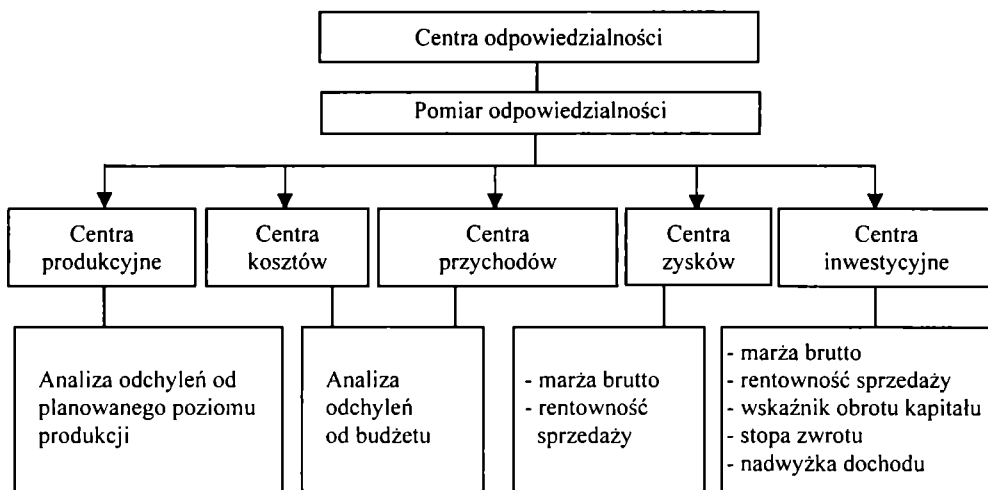 Centra odpowiedzialności
Pomiar odpowiedzialności
Centra
produkcyjne
Centra
kosztów
Centra
przychodów
Centra
zysków
Centra
inwestycyjne
Analiza odchyleń od
planowanego poziomu
produkcji
Analiza
odchyleń
od budżetu
- marża brutto
- rentowność
sprzedaży
- marża brutto
- rentowność sprzedaży
- wskaźnik obrotu kapitału
- stopa zwrotu
- nadwyżka dochodu